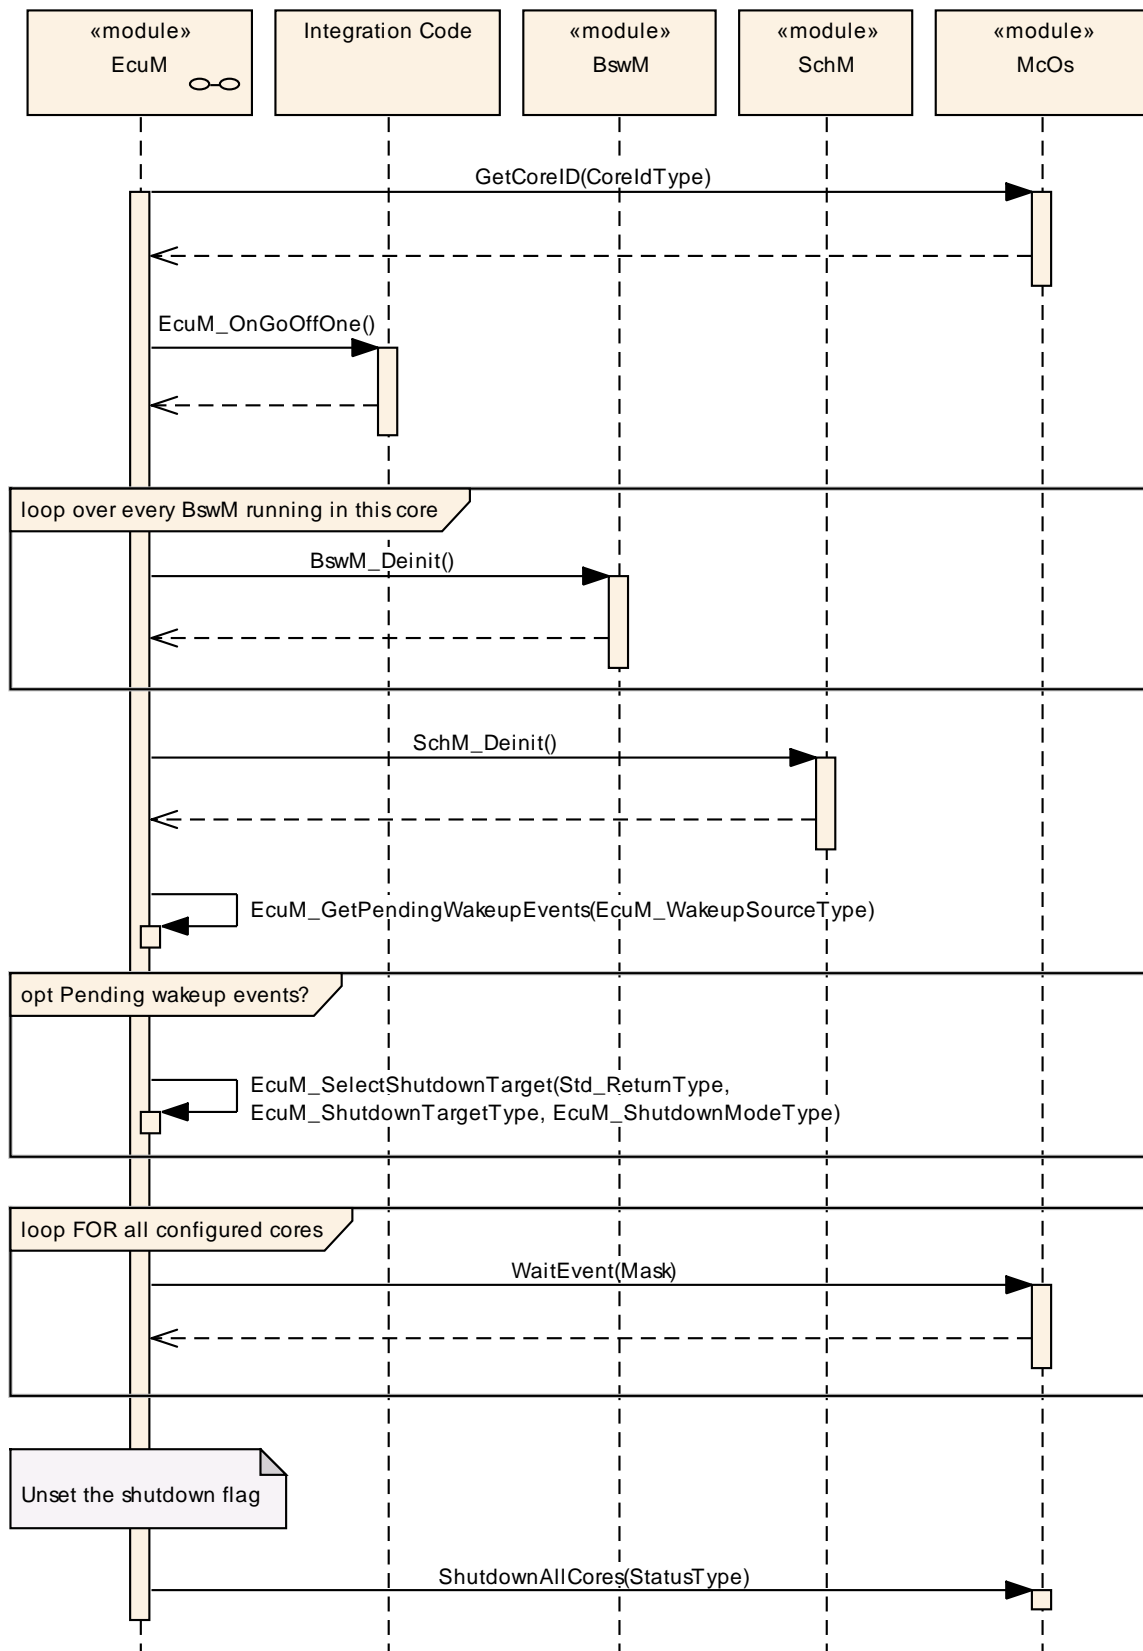 «module»
EcuM
Integration Code
«module»
BswM
«module»
SchM
«module»
McOs
GetCoreID(CoreIdType)
EcuM_OnGoOffOne()
loop over every BswM running in this core
BswM_Deinit()
SchM_Deinit()
EcuM_GetPendingWakeupEvents(EcuM_WakeupSourceType)
opt Pending wakeup events?
EcuM_SelectShutdownTarget(Std_ReturnType,
EcuM_ShutdownTargetType, EcuM_ShutdownModeType)
loop FOR all configured cores
WaitEvent(Mask)
Unset the shutdown flag
ShutdownAllCores(StatusType)